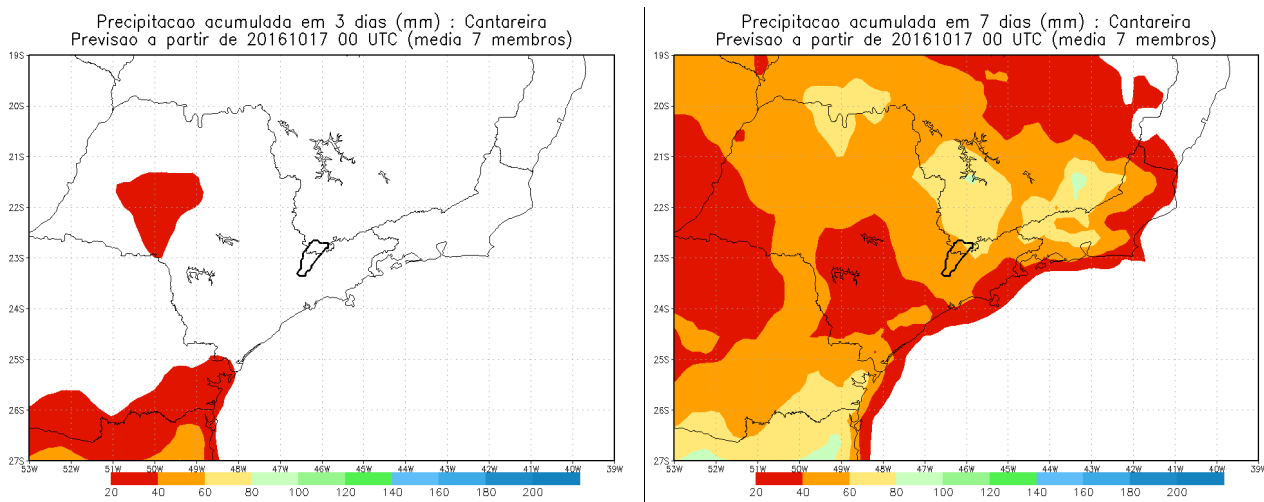 Precipitacao acumulada em 3 dias (mm) : Cantareira
Previsao a partir de 20161017 00 UTC (media 7 membros)
19S
20S
21S
22S
23S
24S
25S
26S
27S
53W 52W 51W 50W 49W 48W 47W 46W 45W 44W 43W 42W 41W 40W 39W
20 40 60 80 100 120 140 160 180 200
Precipitacao acumulada em 7 dias (mm) : Cantareira
Previsao a partir de 20161017 00 UTC (media 7 membros)
19S
20S
21S
22S
23S
24S
25S
26S
27S
53W 52W 51W 50W 49W 48W 47W 46W 45W 44W 43W 42W 41W 40W 39W
20 40 60 80 100 120 140 160 180 200